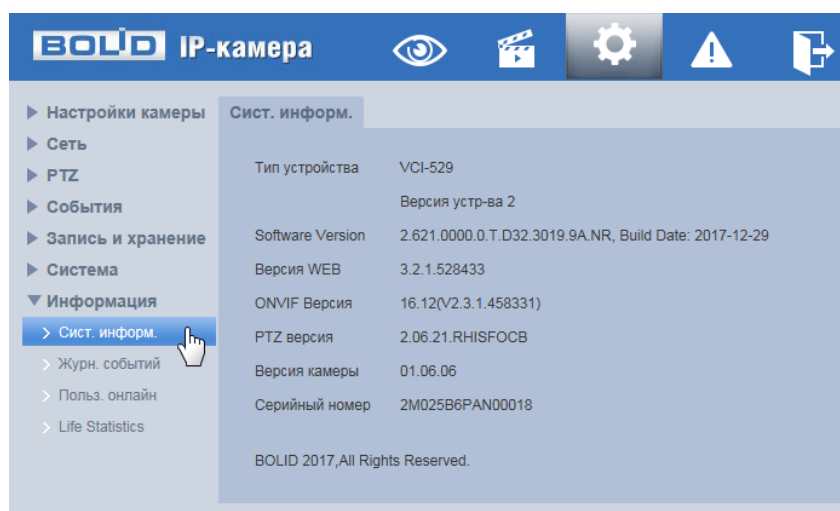 BOLID IP-камера
Настройки камеры
Сеть
PTZ
События
Запись и хранение
Система
Информация
Сист. информ.
Журн. событий
Польз. онлайн
Life Statistics
Сист. информ.
Тип устройства VCI-529
Версия устр-ва 2
Software Version 2.621.0000.0.T.D32.3019.9A.NR, Build Date: 2017-12-29
Версия WEB 3.2.1.528433
ONVIF Версия 16.12(V2.3.1.458331)
PTZ версия 2.06.21.RHISFOCB
Версия камеры 01.06.06
Серийный номер 2M025B6PAN00018
BOLID 2017,All Rights Reserved.